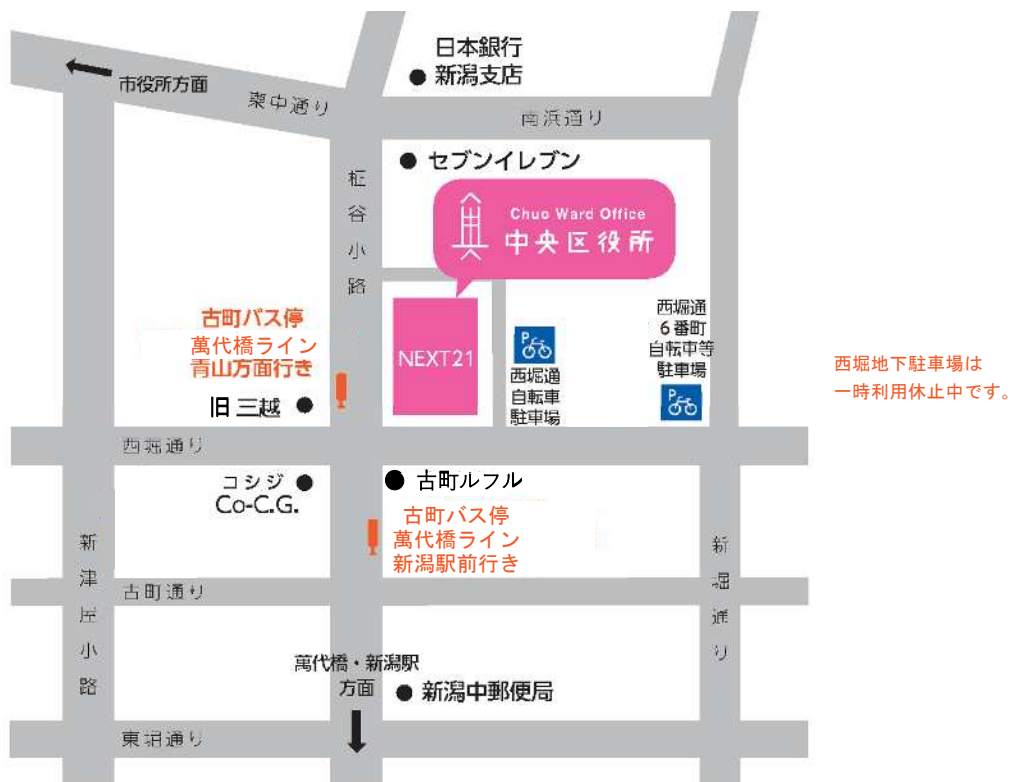 日本銀行
新潟支店
市役所方面
東中通り
南浜通り
セブンイレブン
柾谷小路
Chuo Ward Office
中央区役所
古町バス停
萬代橋ライン
青山方面行き
NEXT21
P
西堀通
自転車
駐車場
西堀通
6番町
自転車等
駐車場
P
西堀地下駐車場は
一時利用休止中です。
旧三越
西堀通り
コシジ
Co-C.G.
古町ルフル
古町バス停
萬代橋ライン
新潟駅前行き
新津屋小路
新堀通り
古町通り
萬代橋・新潟駅
方面
新潟中郵便局
東堀通り